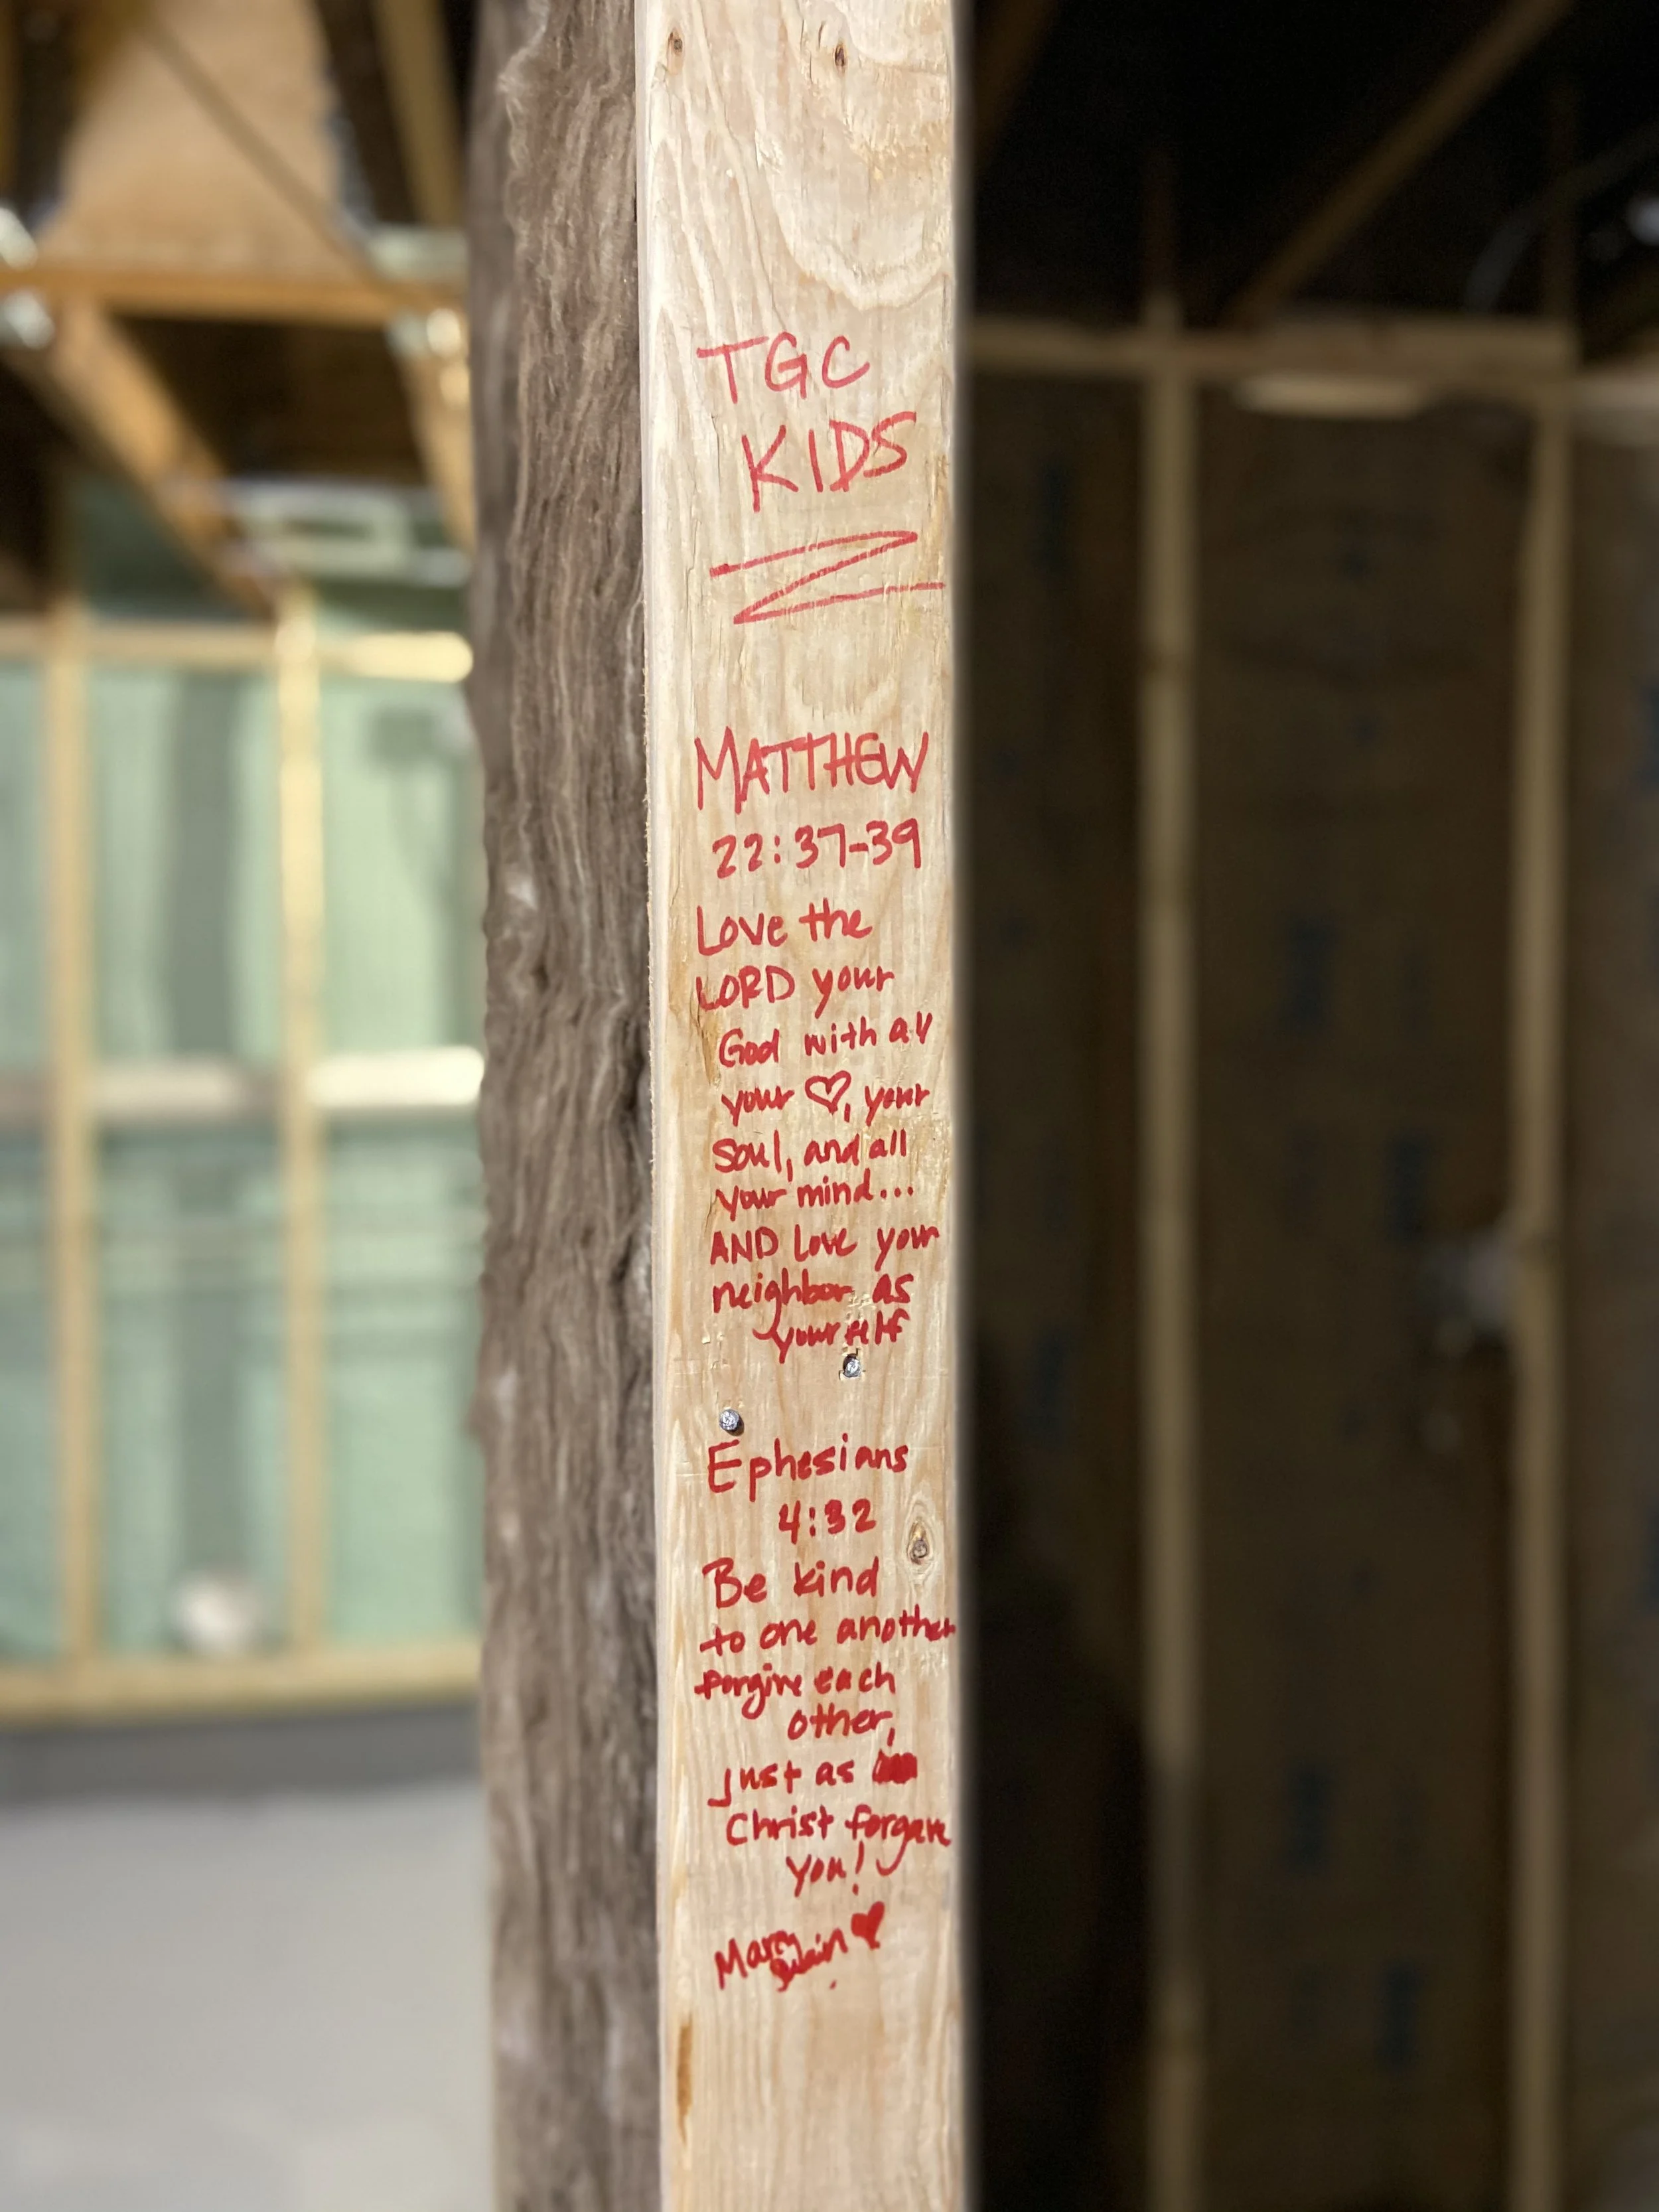 TGC
KIDS
MATTHEW
22:37-39
Love the
LORD your
God with all
your ♡, your
soul, and all
your mind...
AND Love your
neighbor as
yourself
Ephesians
4:32
Be kind
to one another
forgive each
other,
just as
Christ forgave
you!